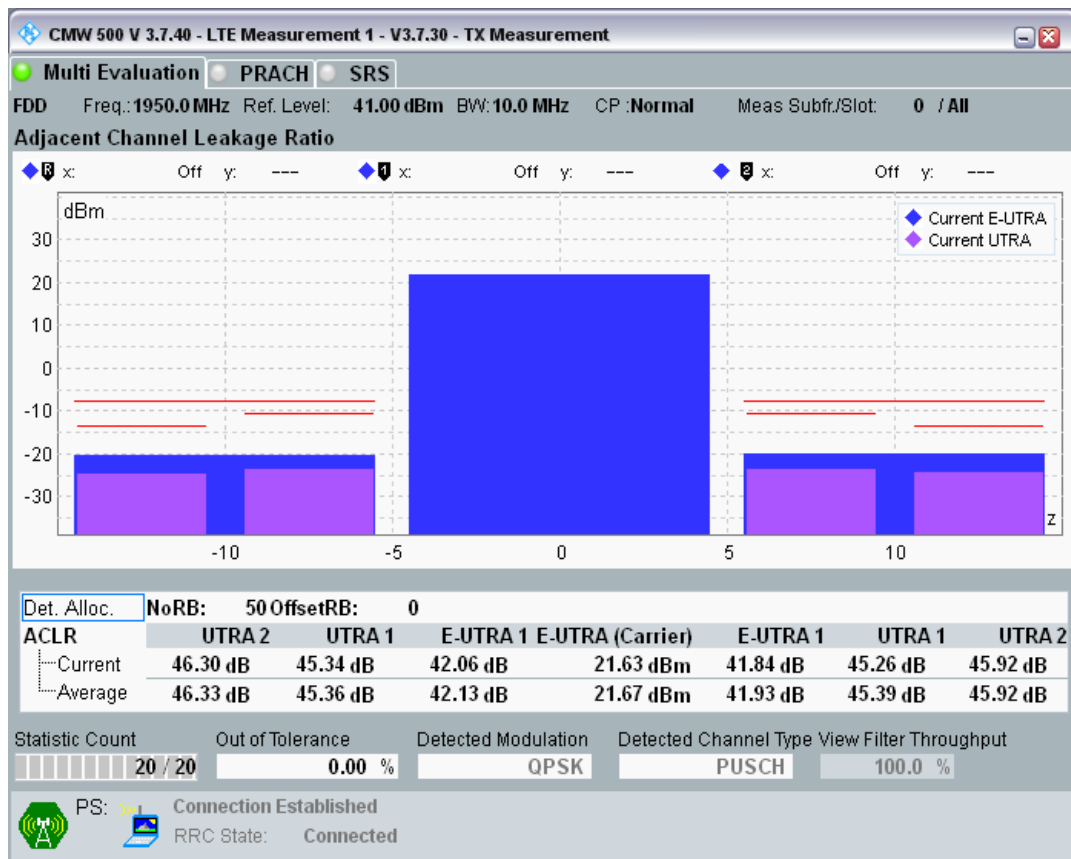 CMW 500 V 3.7.40 - LTE Measurement 1 - V3.7.30 - TX Measurement
Multi Evaluation PRACH SRS
FDD Freq.:1950.0 MHz Ref. Level: 41.00 dBm BW:10.0 MHz CP :Normal Meas Subfr./Slot: 0 / All
Adjacent Channel Leakage Ratio
R x: Off y: --- 1 x: Off y: --- 2 x: Off y: ---
dBm
Current E-UTRA
Current UTRA
30
20
10
0
-10
-20
-30
z
-10 -5 0 5 10
Det. Alloc. NoRB: 50 OffsetRB: 0
ACLR UTRA 2 UTRA 1 E-UTRA 1 E-UTRA (Carrier) E-UTRA 1 UTRA 1 UTRA 2
Current 46.30 dB 45.34 dB 42.06 dB 21.63 dBm 41.84 dB 45.26 dB 45.92 dB
Average 46.33 dB 45.36 dB 42.13 dB 21.67 dBm 41.93 dB 45.39 dB 45.92 dB
Statistic Count Out of Tolerance Detected Modulation Detected Channel Type View Filter Throughput
20 / 20 0.00 % QPSK PUSCH 100.0 %
PS: Connection Established
RRC State: Connected